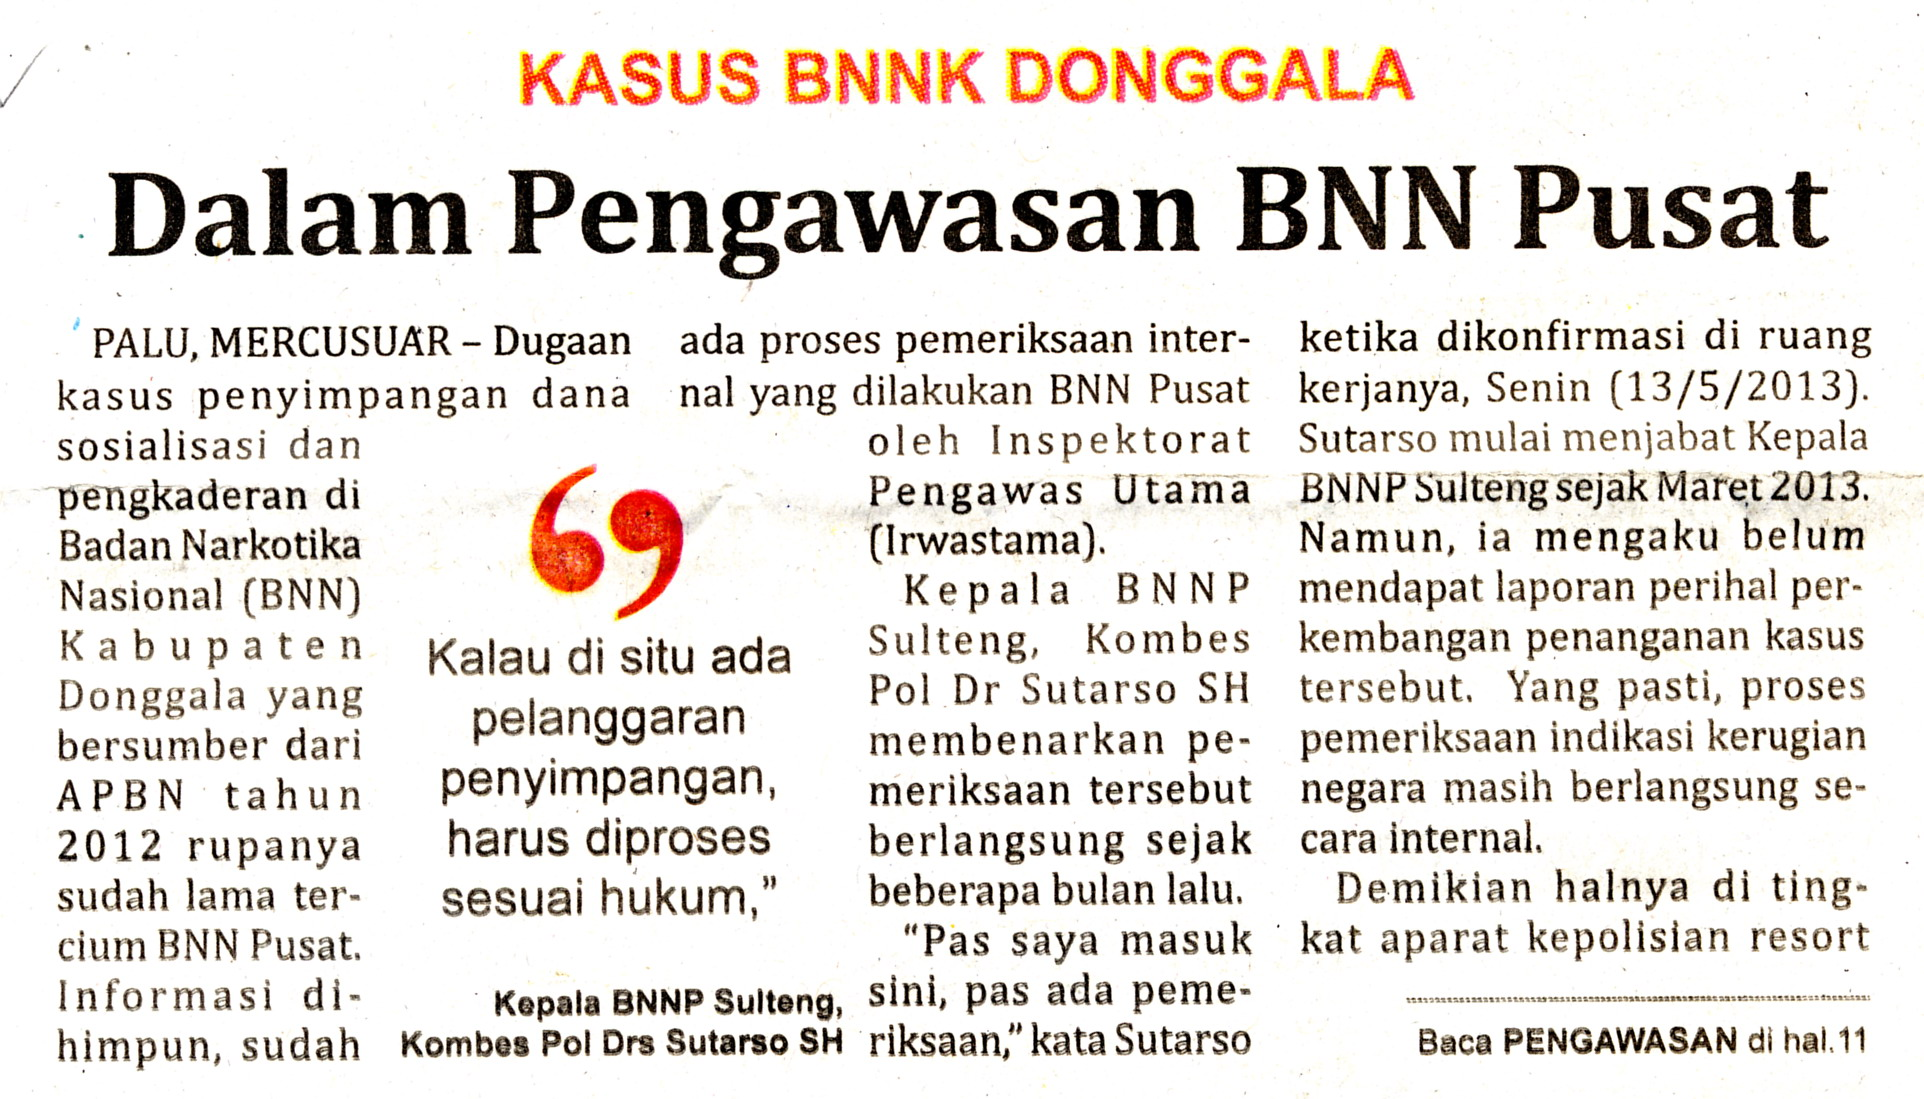 KASUS BNNK DONGGALA
Dalam Pengawasan BNN Pusat
PALU, MERCUSUAR – Dugaan
kasus penyimpangan dana
sosialisasi dan
pengkaderan di
Badan Narkotika
Nasional (BNN)
Kabupaten
Donggala yang
bersumber dari
APBN tahun
2012 rupanya
sudah lama ter-
cium BNN Pusat.
Informasi di-
himpun, sudah
ada proses pemeriksaan inter-
nal yang dilakukan BNN Pusat
oleh Inspektorat
Pengawas Utama
(Irwastama).
Kepala BNNP
Sulteng, Kombes
Pol Dr Sutarso SH
membenarkan pe-
meriksaan tersebut
berlangsung sejak
beberapa bulan lalu.
“Pas saya masuk
sini, pas ada peme-
riksaan,” kata Sutarso
ketika dikonfirmasi di ruang
kerjanya, Senin (13/5/2013).
Sutarso mulai menjabat Kepala
BNNP Sulteng sejak Maret 2013.
Namun, ia mengaku belum
mendapat laporan perihal per-
kembangan penanganan kasus
tersebut. Yang pasti, proses
pemeriksaan indikasi kerugian
negara masih berlangsung se-
cara internal.
Demikian halnya di ting-
kat aparat kepolisian resort
Baca PENGAWASAN di hal.11
Kalau di situ ada
pelanggaran
penyimpangan,
harus diproses
sesuai hukum,”
Kepala BNNP Sulteng,
Kombes Pol Drs Sutarso SH